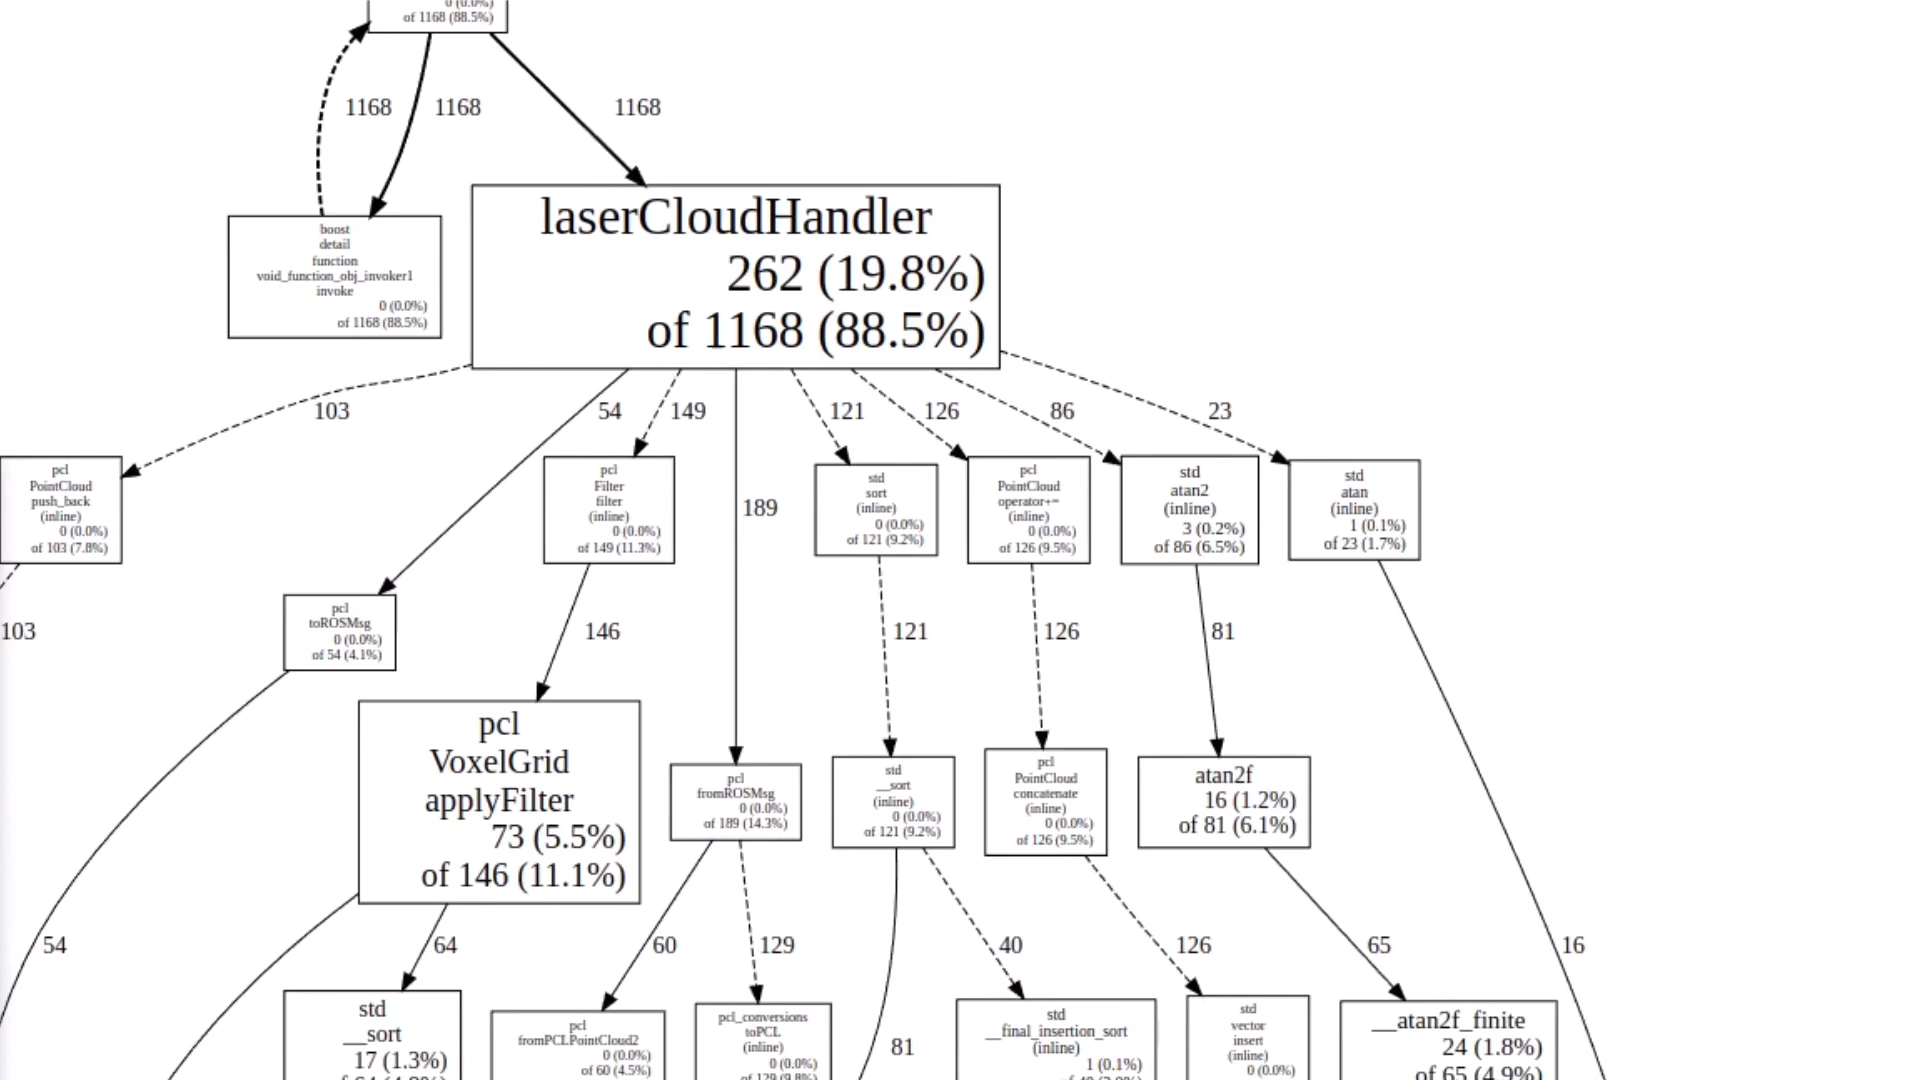 0 (0.0%)
of 1168 (88.5%)
1168
1168
1168
laserCloudHandler
262 (19.8%)
of 1168 (88.5%)
boost
detail
function
void_function_obj_invoker1
invoke
0 (0.0%)
of 1168 (88.5%)
103
54
149
121
126
86
23
pcl
PointCloud
push_back
(inline)
0 (0.0%)
of 103 (7.8%)
pcl
Filter
filter
(inline)
0 (0.0%)
of 149 (11.3%)
189
std
sort
(inline)
0 (0.0%)
of 121 (9.2%)
pcl
PointCloud
operator+=
(inline)
0 (0.0%)
of 126 (9.5%)
std
atan2
(inline)
3 (0.2%)
of 86 (6.5%)
std
atan
(inline)
1 (0.1%)
of 23 (1.7%)
103
pcl
toROSMsg
0 (0.0%)
of 54 (4.1%)
146
121
126
81
pcl
VoxelGrid
applyFilter
73 (5.5%)
of 146 (11.1%)
pcl
fromROSMsg
0 (0.0%)
of 189 (14.3%)
std
__sort
(inline)
0 (0.0%)
of 121 (9.2%)
pcl
PointCloud
concatenate
(inline)
0 (0.0%)
of 126 (9.5%)
atan2f
16 (1.2%)
of 81 (6.1%)
54
64
60
129
40
126
65
16
std
__sort
17 (1.3%)
pcl
fromPCLPointCloud2
0 (0.0%)
of 60 (4.5%)
pcl_conversions
toPCL
(inline)
0 (0.0%)
of 129 (9.8%)
81
std
__final_insertion_sort
(inline)
1 (0.1%)
std
vector
insert
(inline)
0 (0.0%)
__atan2f_finite
24 (1.8%)
of 65 (4.9%)